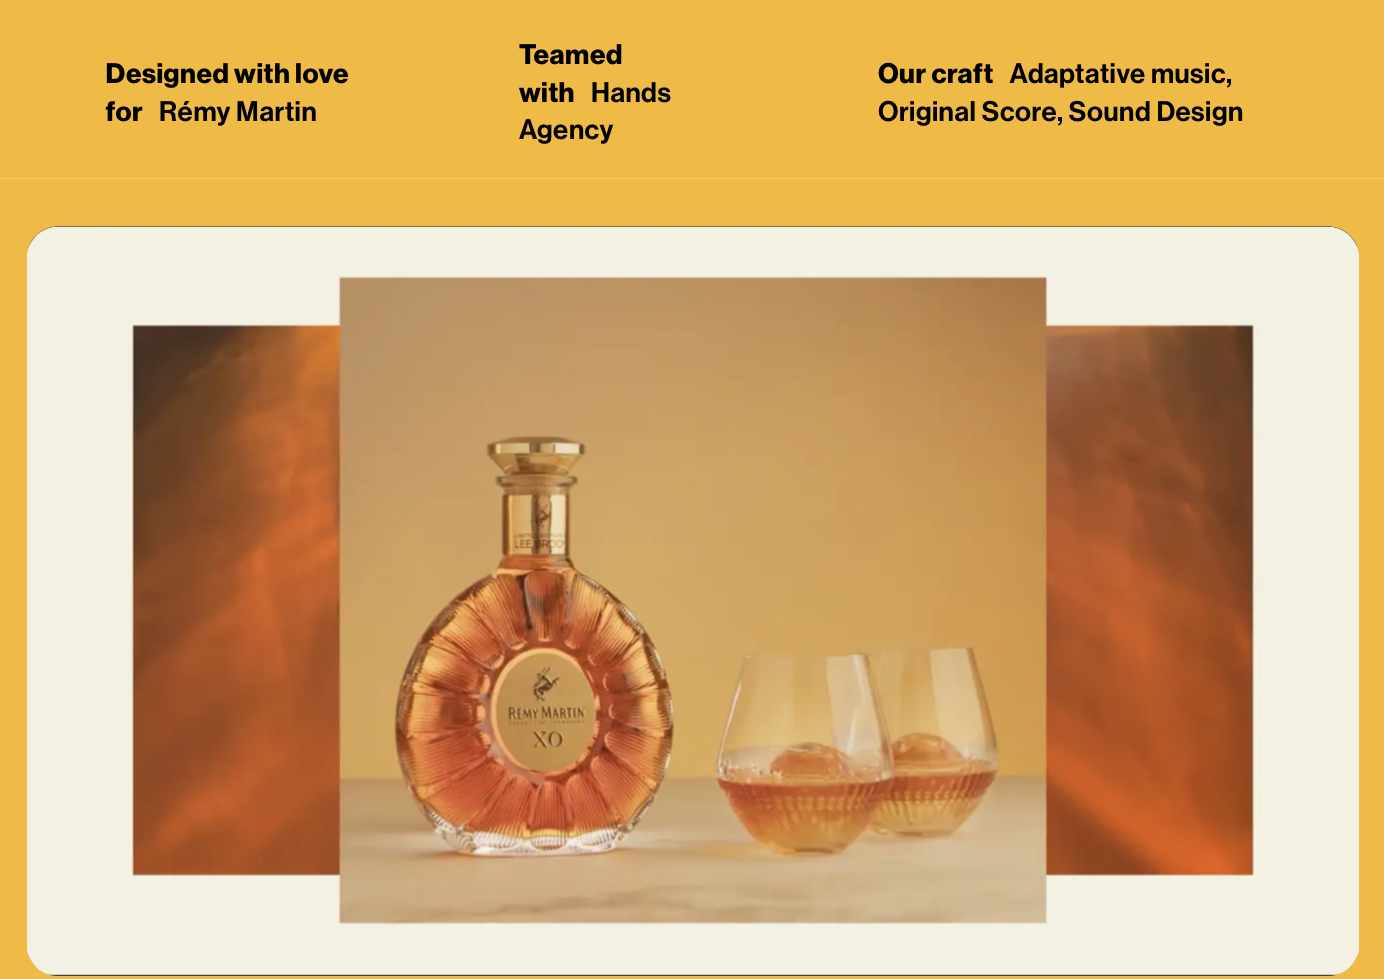 Designed with love
for Rémy Martin
Teamed
with Hands
Agency
Our craft Adaptative music,
Original Score, Sound Design
RÉMY MARTIN
XO